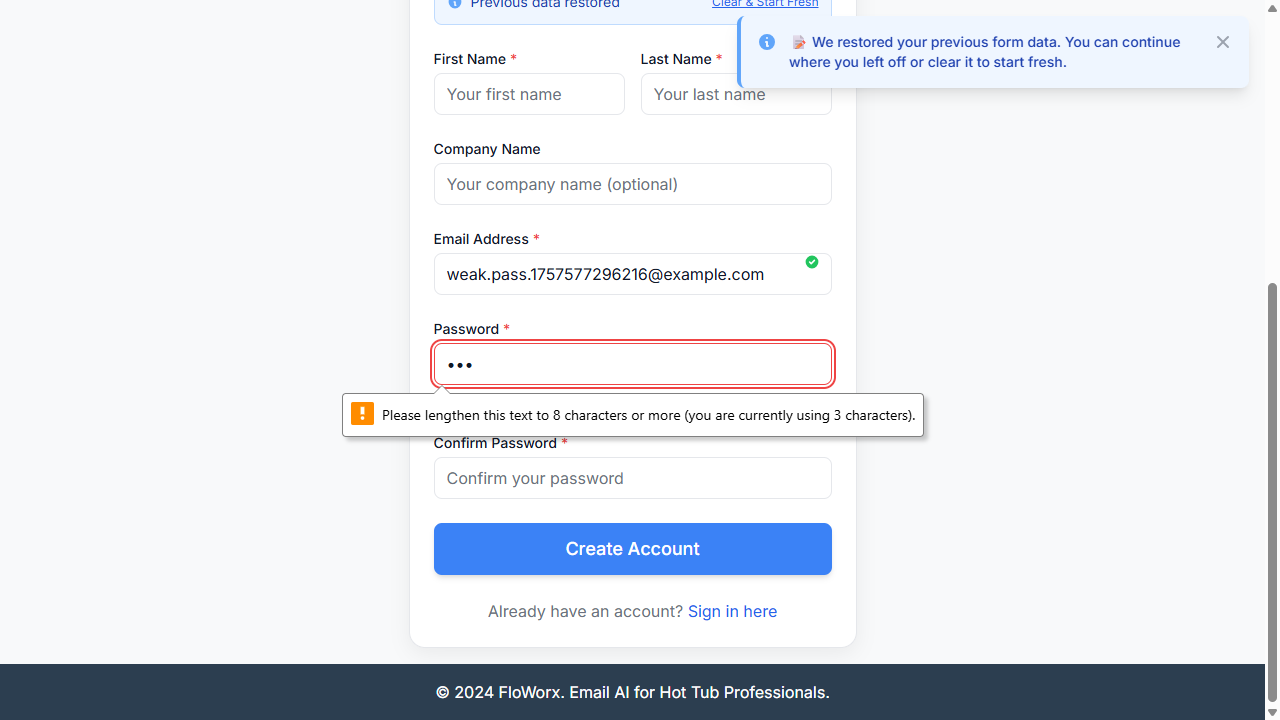 Previous data restored Clear & Start Fresh
📝 We restored your previous form data. You can continue
where you left off or clear it to start fresh.
First Name * Last Name *
Your first name Your last name
Company Name
Your company name (optional)
Email Address *
weak.pass.1757577296216@example.com
Password *
•••
Please lengthen this text to 8 characters or more (you are currently using 3 characters).
Confirm Password *
Confirm your password
Create Account
Already have an account? Sign in here
© 2024 FloWorx. Email AI for Hot Tub Professionals.